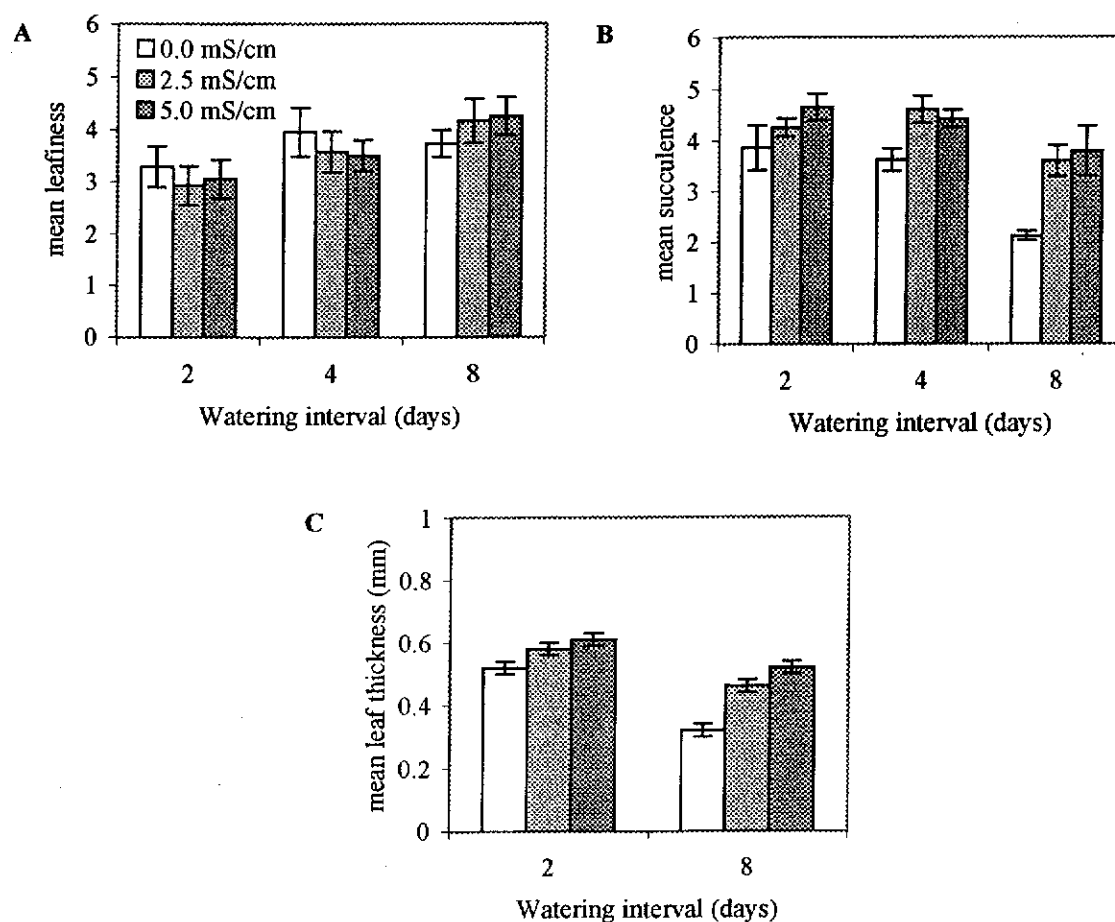 A
6
5
4
3
2
1
0
mean leafiness
0.0 mS/cm
2.5 mS/cm
5.0 mS/cm
2 4 8
Watering interval (days)
B
6
5
4
3
2
1
0
mean succulence
2 4 8
Watering interval (days)
C
1
0.8
0.6
0.4
0.2
0
mean leaf thickness (mm)
2 8
Watering interval (days)